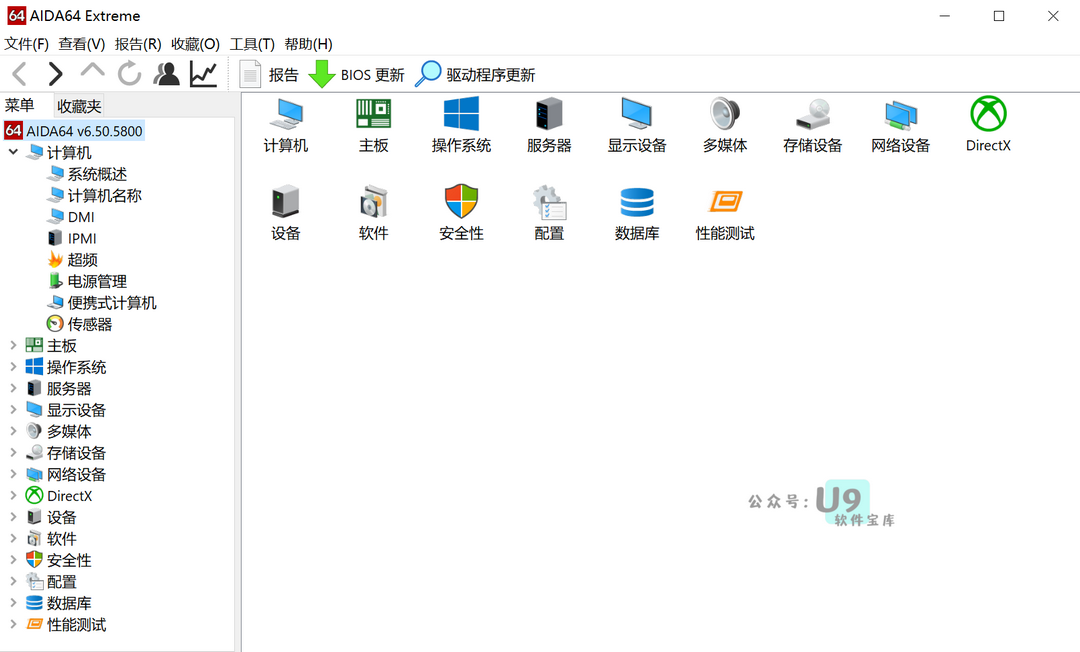 64 AIDA64 Extreme
文件(F) 查看(V) 报告(R) 收藏(O) 工具(T) 帮助(H)
报告 BIOS 更新 驱动程序更新
菜单 收藏夹
64 AIDA64 v6.50.5800
计算机
系统概述
计算机名称
DMI
IPMI
超频
电源管理
便携式计算机
传感器
主板
操作系统
服务器
显示设备
多媒体
存储设备
网络设备
DirectX
设备
软件
安全性
配置
数据库
性能测试
计算机 主板 操作系统 服务器 显示设备 多媒体 存储设备 网络设备 DirectX
设备 软件 安全性 配置 数据库 性能测试
公众号: U9
软件宝库